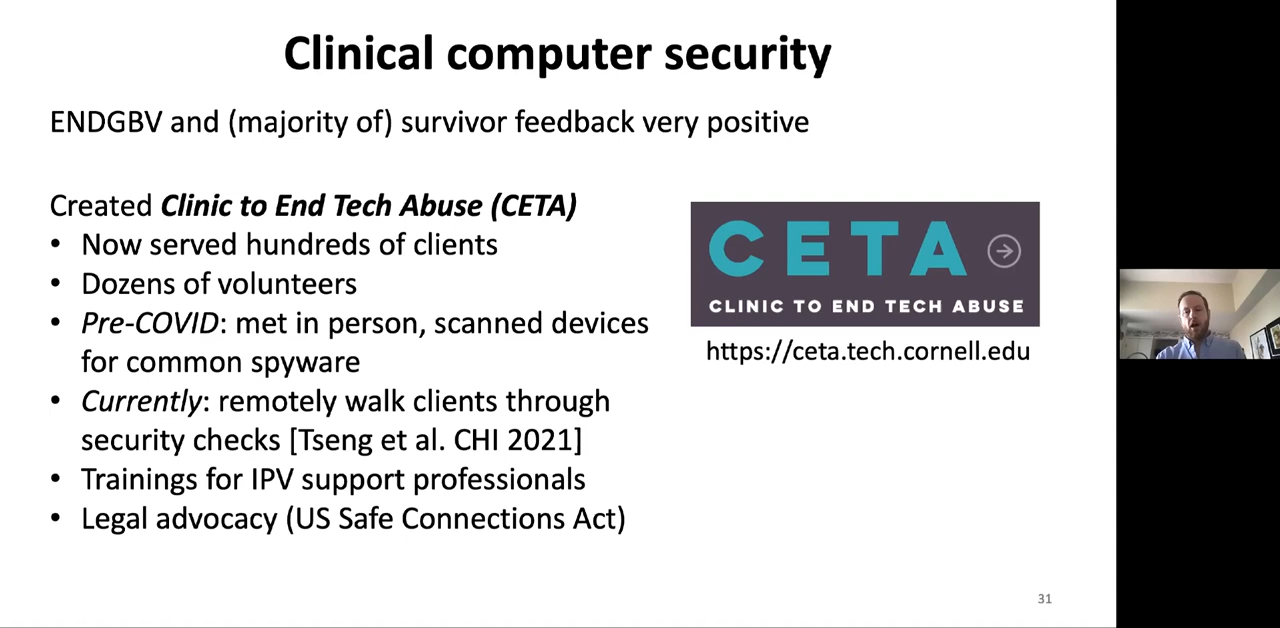 Clinical computer security
ENDGBV and (majority of) survivor feedback very positive
Created Clinic to End Tech Abuse (CETA)
• Now served hundreds of clients
• Dozens of volunteers
• Pre-COVID: met in person, scanned devices
for common spyware
• Currently: remotely walk clients through
security checks [Tseng et al. CHI 2021]
• Trainings for IPV support professionals
• Legal advocacy (US Safe Connections Act)
CETA
CLINIC TO END TECH ABUSE
https://ceta.tech.cornell.edu
31